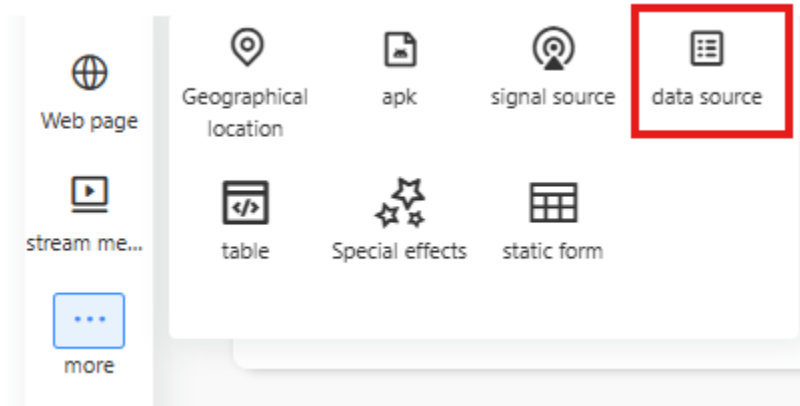 Web page
stream me...
more
Geographical
location
apk
signal source
data source
table
Special effects
static form